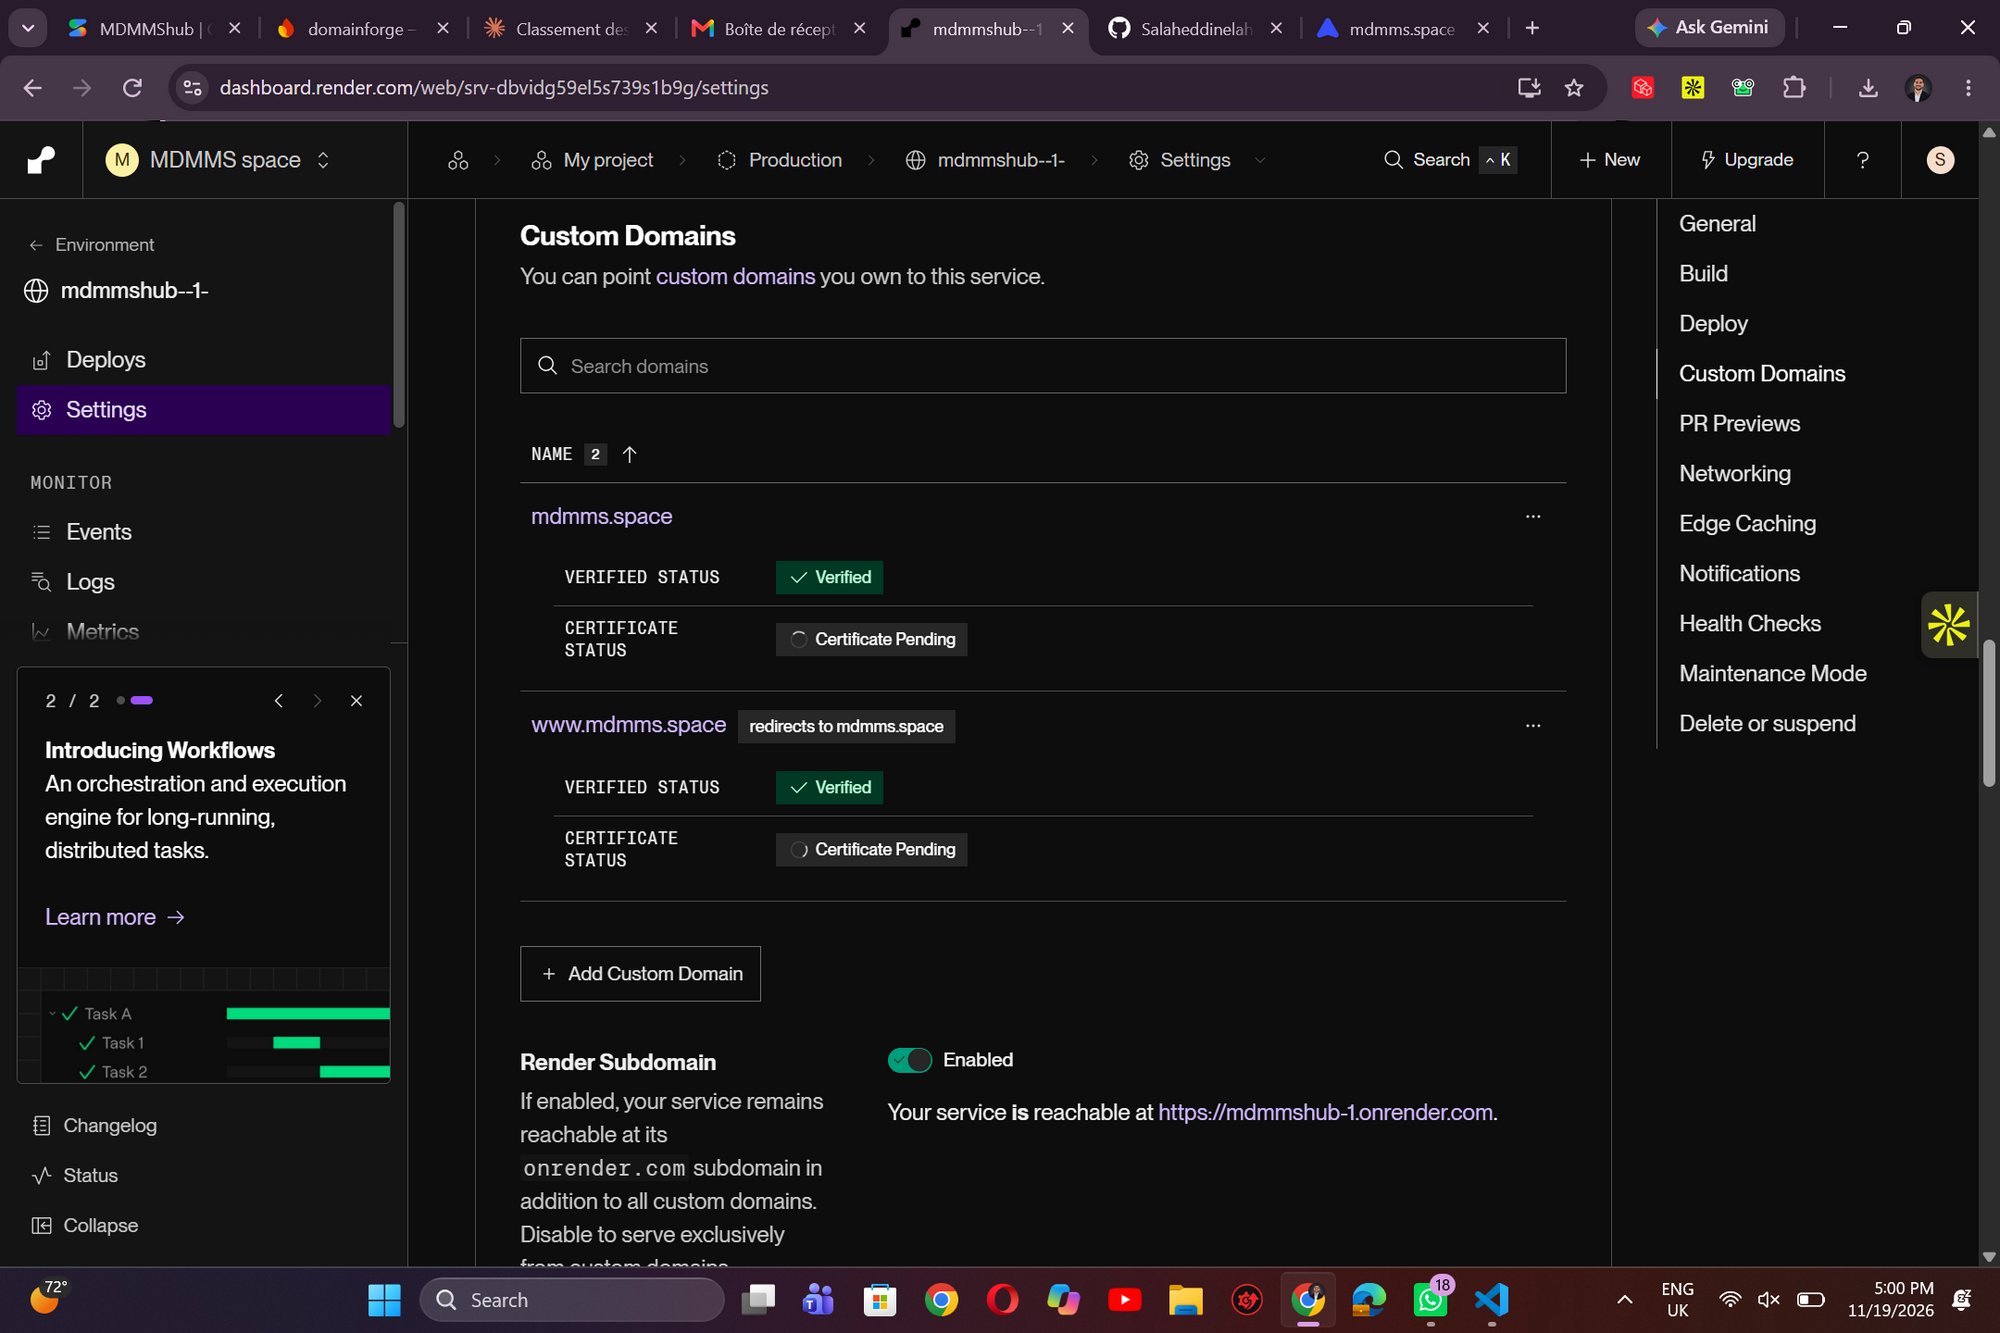 MDMMShub |
domainforge –
Classement des
Boîte de récept
mdmmshub--1
Salaheddinelah
mdmms.space
Ask Gemini
dashboard.render.com/web/srv-dbvidg59el5s739s1b9g/settings
M
MDMMS space
My project
Production
mdmmshub--1-
Settings
Search
^ K
+ New
Upgrade
?
S
Environment
mdmmshub--1-
Deploys
Settings
MONITOR
Events
Logs
Metrics
2 / 2
Introducing Workflows
An orchestration and execution
engine for long-running,
distributed tasks.
Learn more →
Task A
Task 1
Task 2
Changelog
Status
Collapse
Custom Domains
You can point custom domains you own to this service.
Search domains
NAME 2 ↑
mdmms.space
VERIFIED STATUS
Verified
CERTIFICATE
STATUS
Certificate Pending
www.mdmms.space
redirects to mdmms.space
VERIFIED STATUS
Verified
CERTIFICATE
STATUS
Certificate Pending
+ Add Custom Domain
Render Subdomain
If enabled, your service remains
reachable at its
onrender.com subdomain in
addition to all custom domains.
Disable to serve exclusively
from custom domains.
Enabled
Your service is reachable at https://mdmmshub-1.onrender.com.
General
Build
Deploy
Custom Domains
PR Previews
Networking
Edge Caching
Notifications
Health Checks
Maintenance Mode
Delete or suspend
72°
Search
18
ENG
UK
5:00 PM
11/19/2026